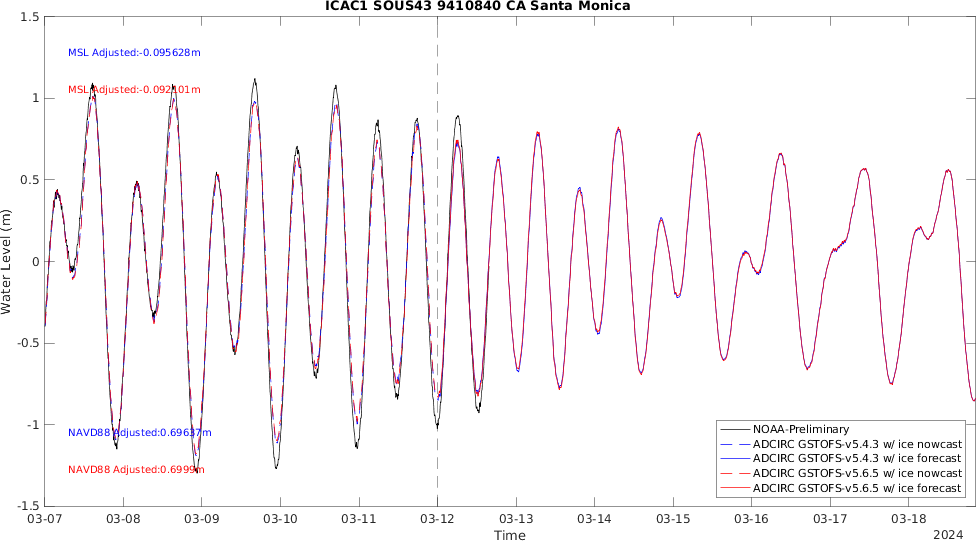 ICAC1 SOUS43 9410840 CA Santa Monica
1.5
1
0.5
0
-0.5
-1
-1.5
Water Level (m)
MSL Adjusted:-0.095628m
MSL Adjusted:-0.092101m
NAVD88 Adjusted:0.69637m
NAVD88 Adjusted:0.6999m
NOAA-Preliminary
ADCIRC GSTOFS-v5.4.3 w/ ice nowcast
ADCIRC GSTOFS-v5.4.3 w/ ice forecast
ADCIRC GSTOFS-v5.6.5 w/ ice nowcast
ADCIRC GSTOFS-v5.6.5 w/ ice forecast
03-07 03-08 03-09 03-10 03-11 03-12 03-13 03-14 03-15 03-16 03-17 03-18
Time
2024